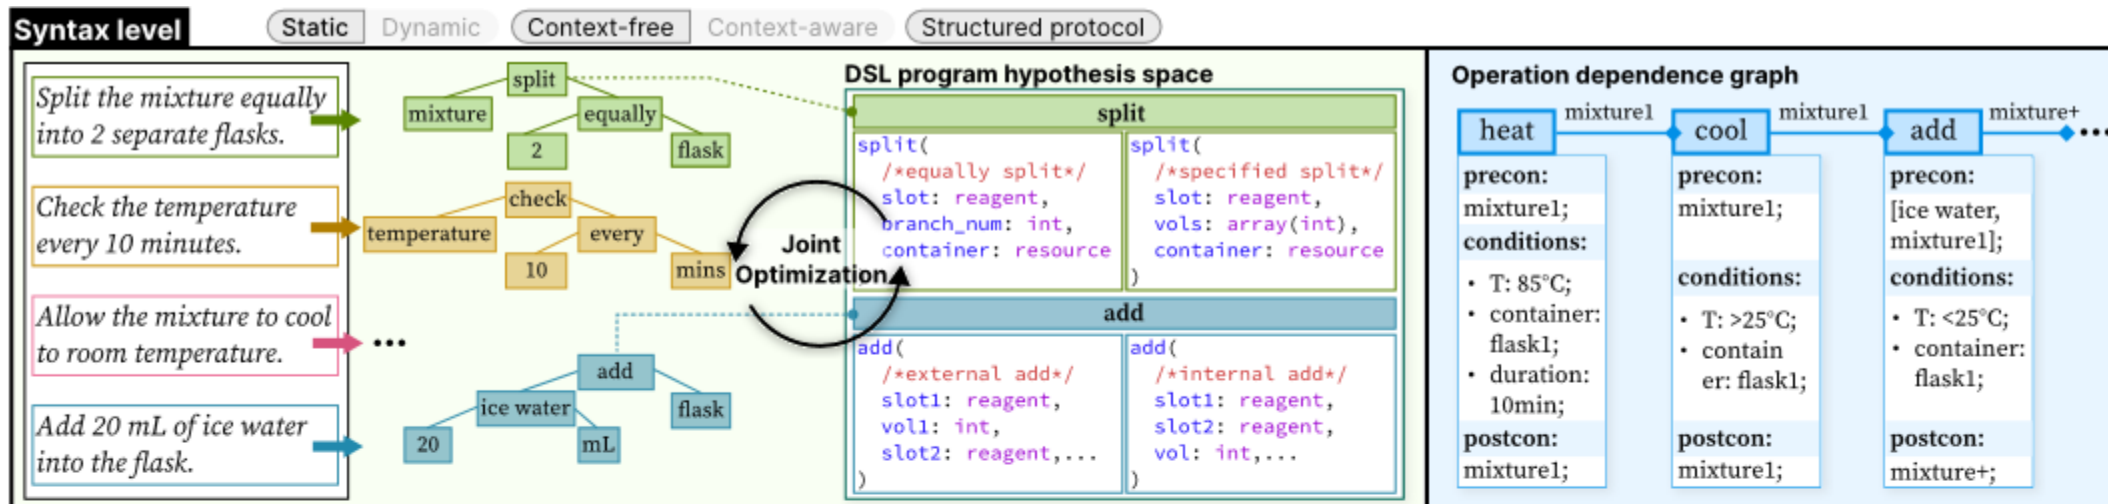 Syntax level
Static Dynamic Context-free Context-aware Structured protocol
Split the mixture equally
into 2 separate flasks.
Check the temperature
every 10 minutes.
Allow the mixture to cool
to room temperature.
Add 20 mL of ice water
into the flask.
split
mixture
equally
2
flask
check
temperature
every
10
mins
...
add
ice water
flask
20
mL
Joint
Optimization
DSL program hypothesis space
split
split(
/*equally split*/
slot: reagent,
branch_num: int,
container: resource
split(
/*specified split*/
slot: reagent,
vols: array(int),
container: resource
)
add
add(
/*external add*/
slot1: reagent,
vol1: int,
slot2: reagent,...
)
add(
/*internal add*/
slot1: reagent,
slot2: reagent,
vol: int,...
)
Operation dependence graph
heat
mixture1
cool
mixture1
add
mixture+
...
precon:
mixture1;
conditions:
• T: 85°C;
• container:
flask1;
• duration:
10min;
postcon:
mixture1;
precon:
mixture1;
conditions:
• T: >25°C;
• contain
er: flask1;
postcon:
mixture1;
precon:
[ice water,
mixture1];
conditions:
• T: <25°C;
• container:
flask1;
postcon:
mixture+;